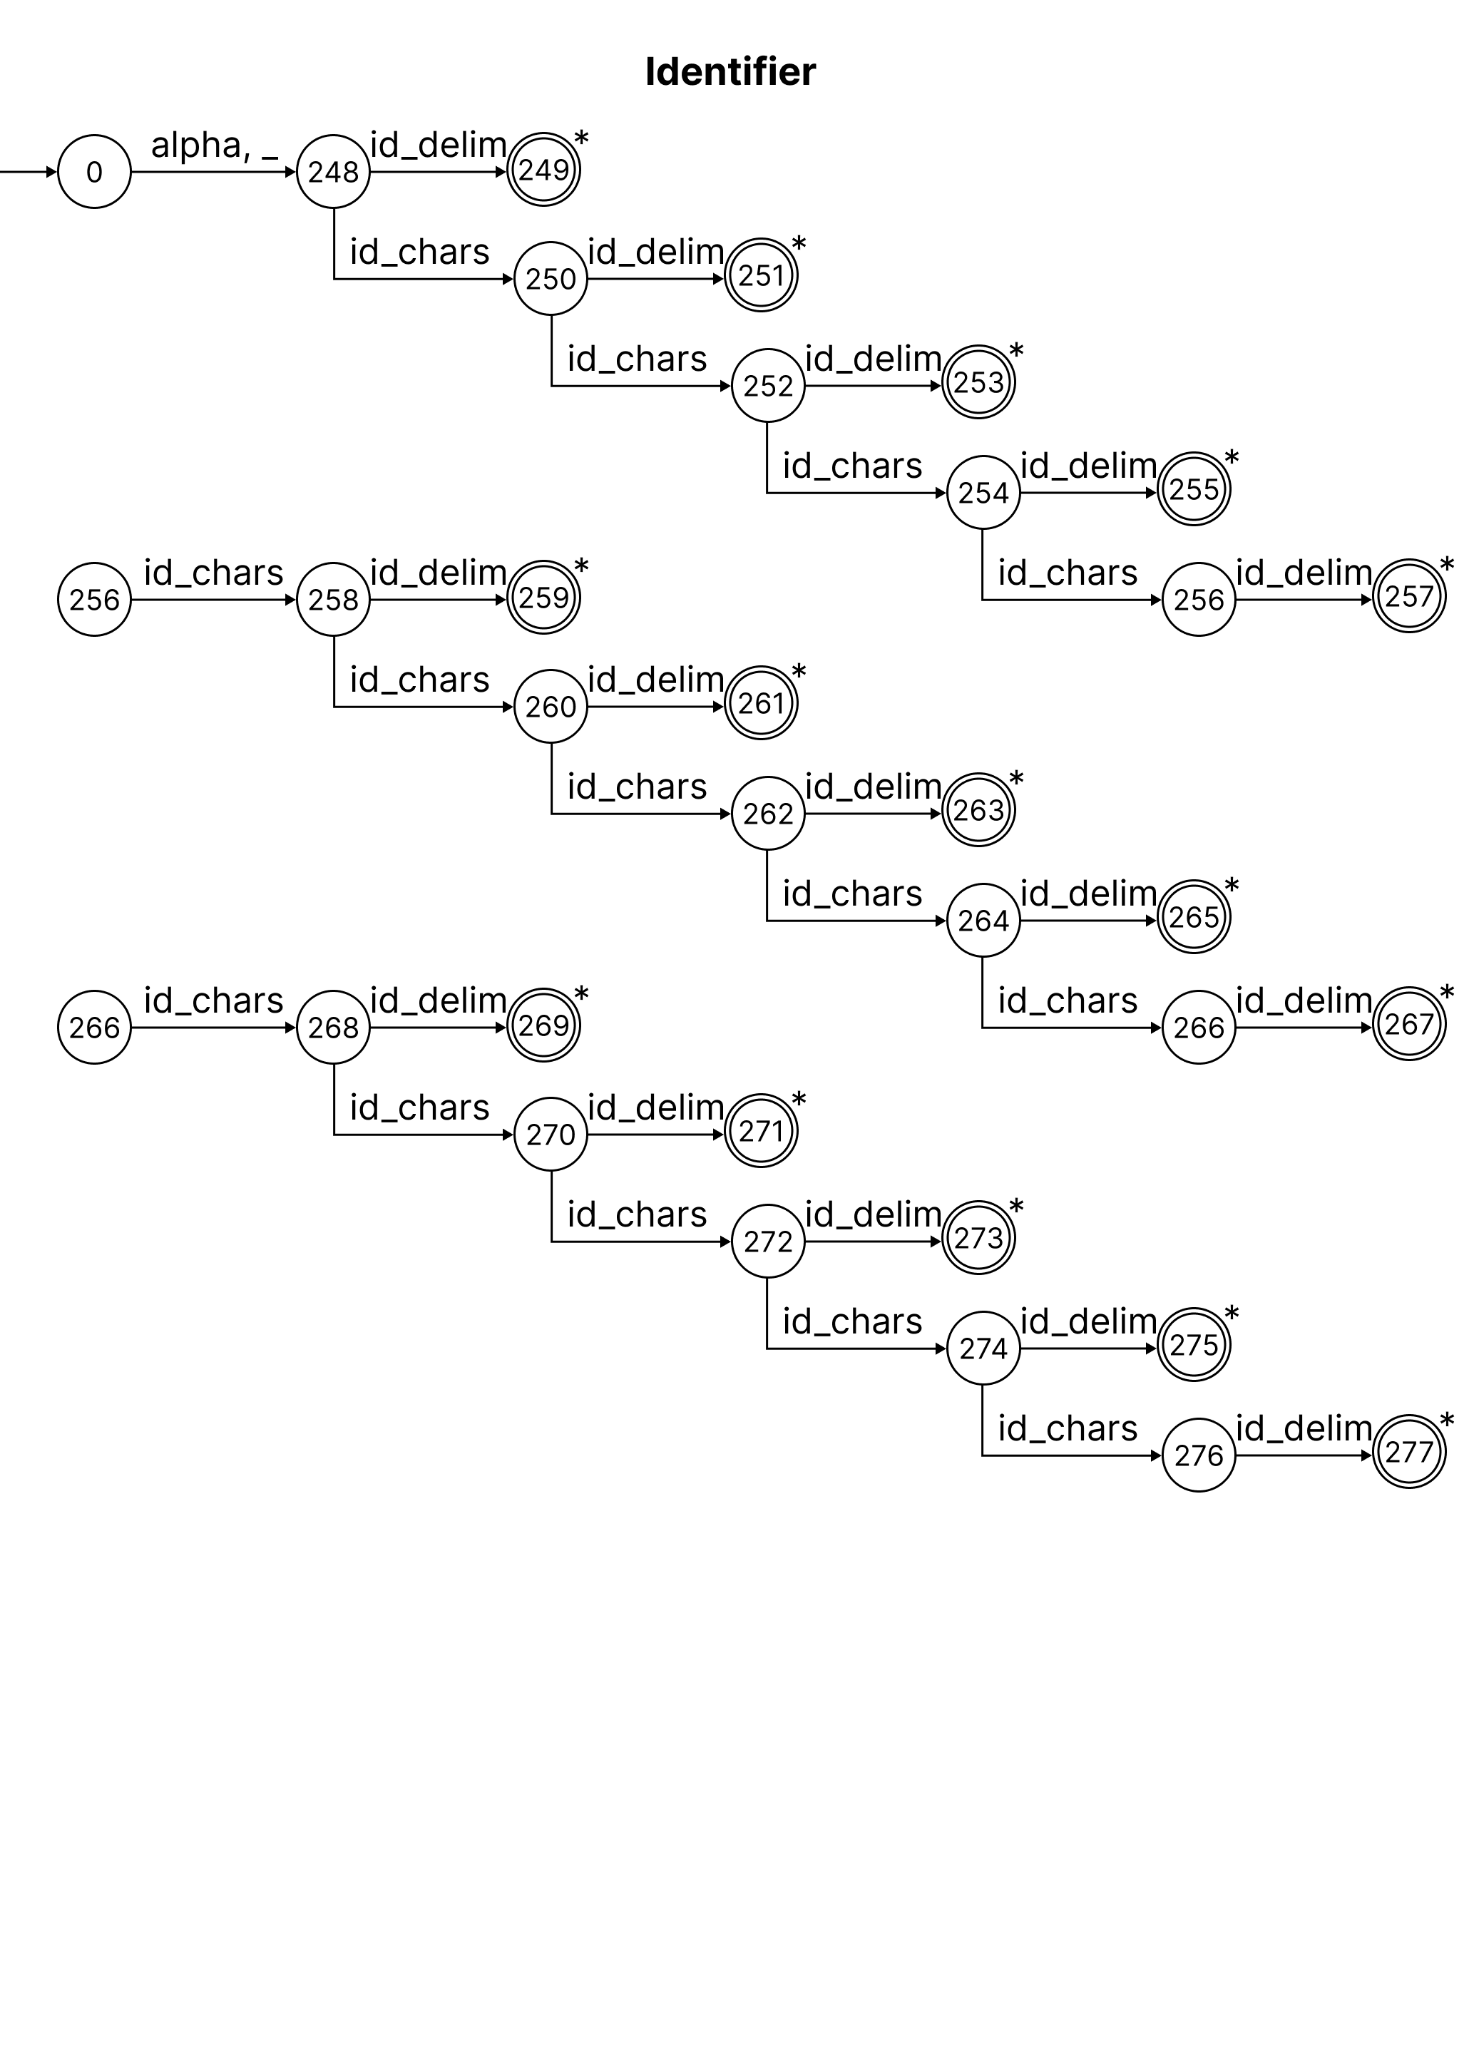 Identifier
alpha, _ id_delim *
0 248 249
id_chars id_delim *
250 251
id_chars id_delim *
252 253
id_chars id_delim *
254 255
id_chars id_delim * id_chars id_delim *
256 258 259 256 257
id_chars id_delim *
260 261
id_chars id_delim *
262 263
id_chars id_delim *
264 265
id_chars id_delim * id_chars id_delim *
266 268 269 266 267
id_chars id_delim *
270 271
id_chars id_delim *
272 273
id_chars id_delim *
274 275
id_chars id_delim *
276 277